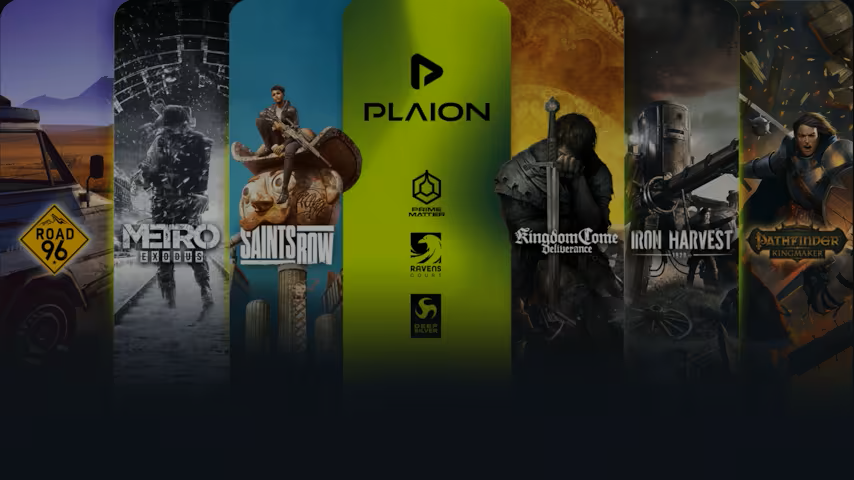 ROAD
96
METRO
EXODUS
SAINTS ROW
PLAION
PRIME
MATTER
RAVENS
COURT
DEEP
SILVER
Kingdom Come
Deliverance
IRON HARVEST
1920
PATHFINDER
KINGMAKER